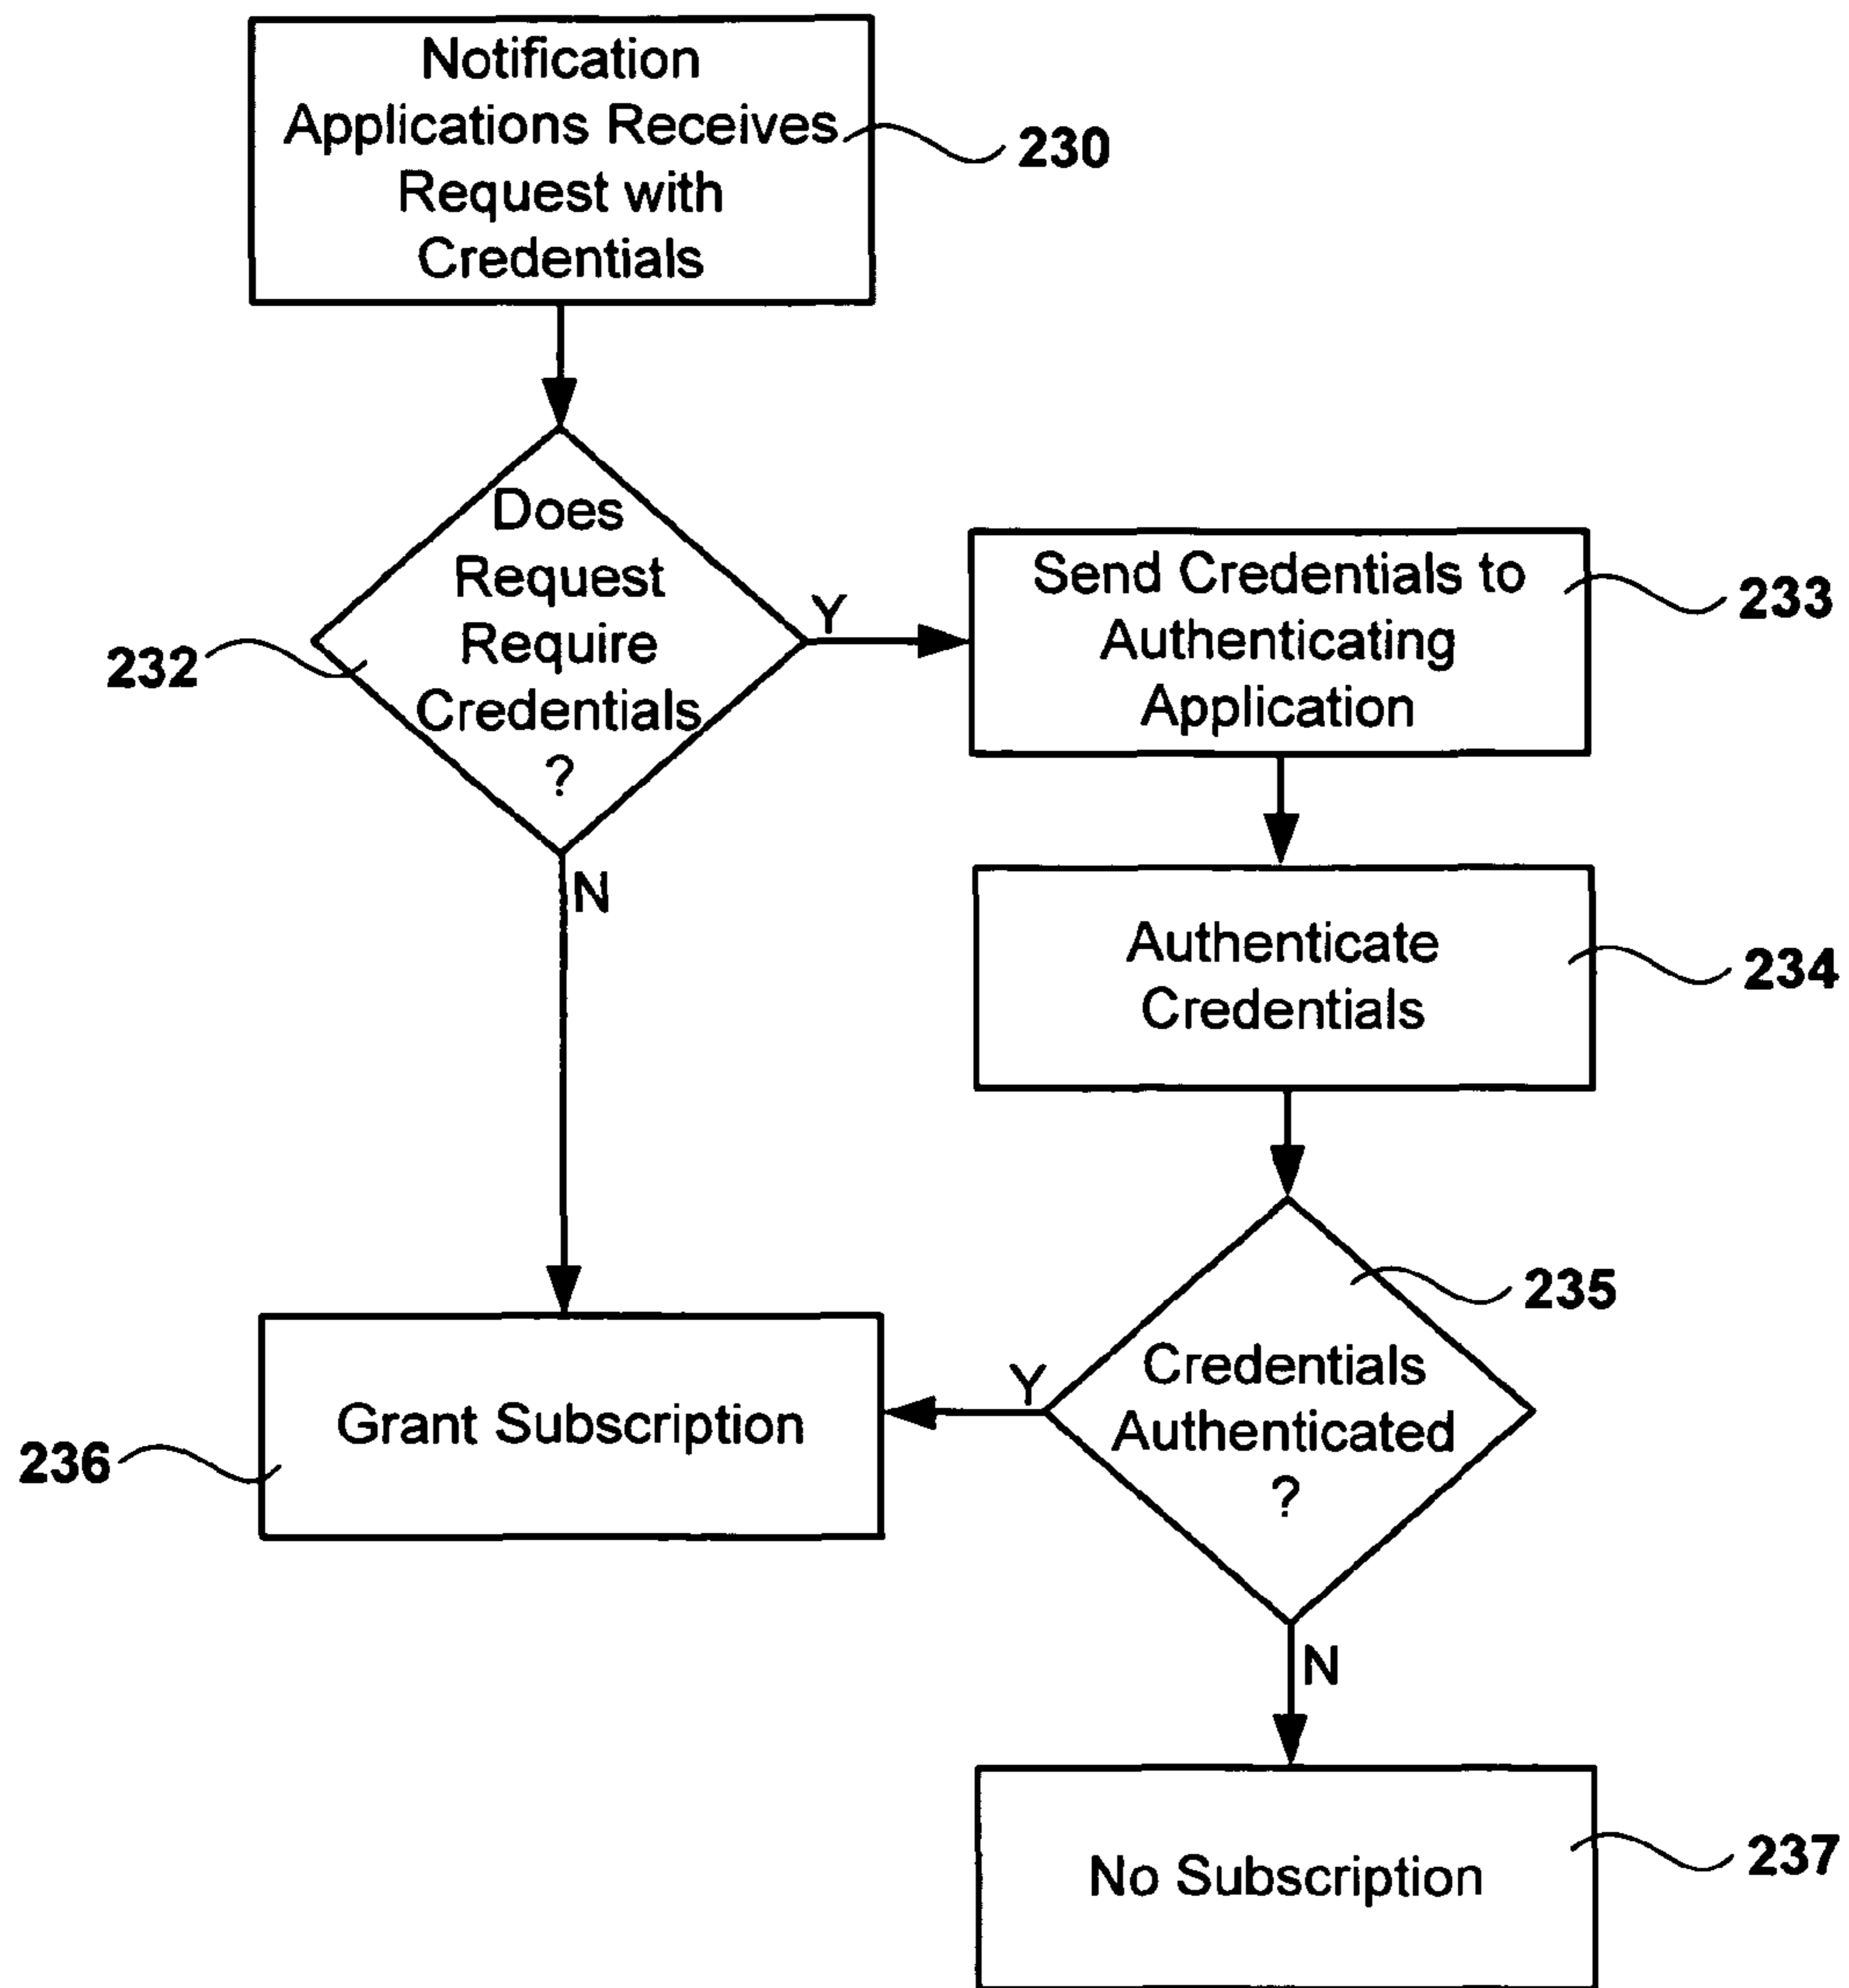 Notification
Applications Receives
Request with
Credentials
230
Does
Request
Require
Credentials
?
232
Y
N
Send Credentials to
Authenticating
Application
233
Authenticate
Credentials
234
235
Credentials
Authenticated
?
Y
N
Grant Subscription
236
No Subscription
237